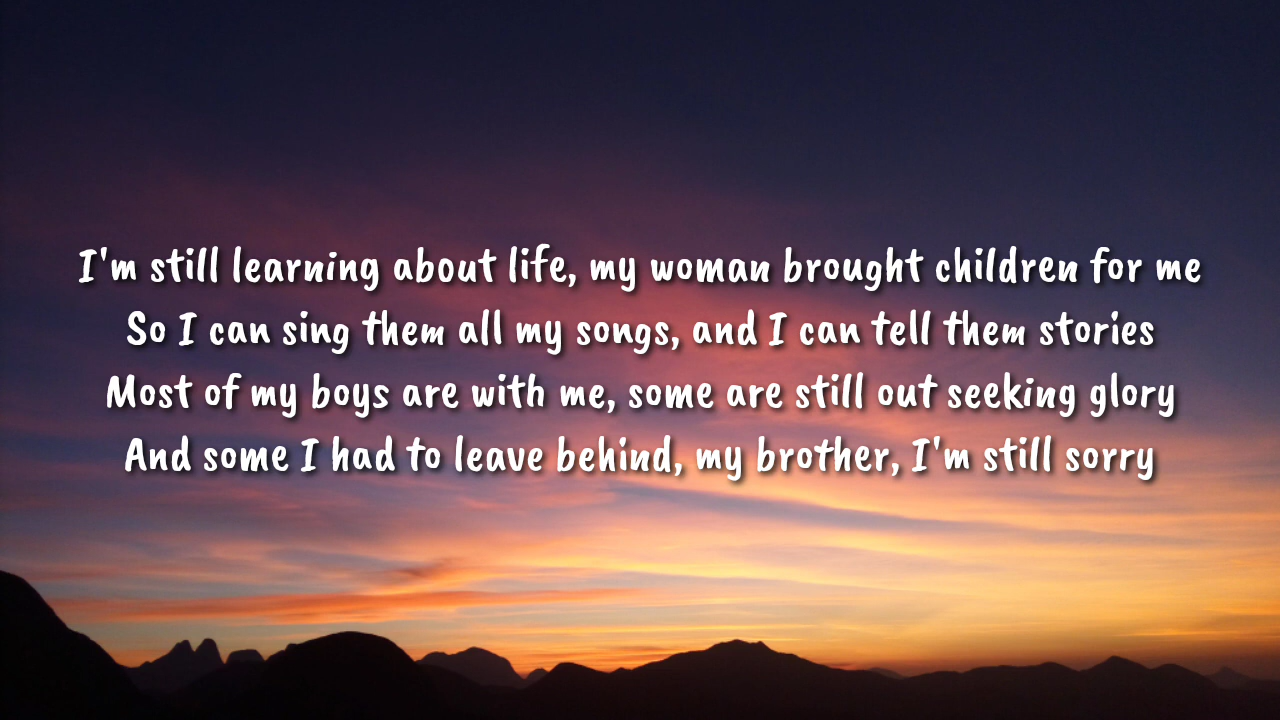 I'm still learning about life, my woman brought children for me
So I can sing them all my songs, and I can tell them stories
Most of my boys are with me, some are still out seeking glory
And some I had to leave behind, my brother, I'm still sorry